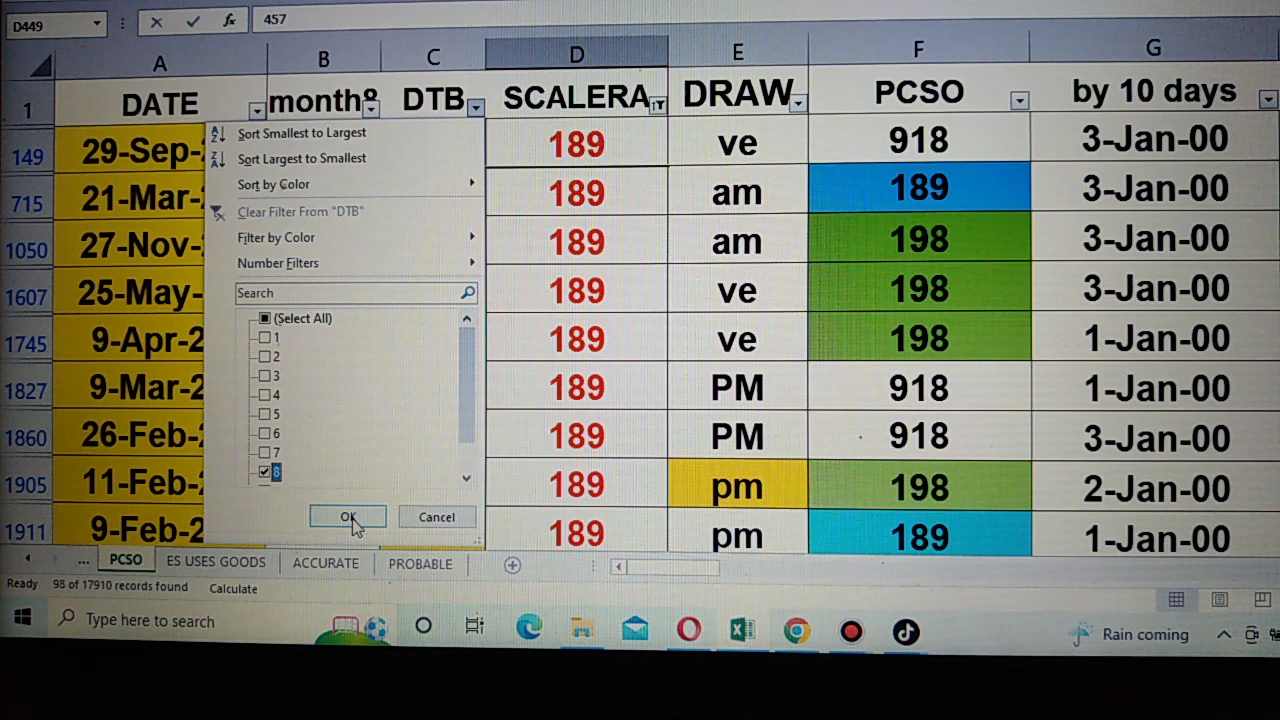 D449 fx 457
A B C D E F G
1 DATE month DTB SCALERA DRAW PCSO by 10 days
149 29-Sep- 189 ve 918 3-Jan-00
715 21-Mar- 189 am 189 3-Jan-00
1050 27-Nov- 189 am 198 3-Jan-00
1607 25-May- 189 ve 198 3-Jan-00
1745 9-Apr-2 189 ve 198 1-Jan-00
1827 9-Mar-2 189 PM 918 1-Jan-00
1860 26-Feb- 189 PM 918 3-Jan-00
1905 11-Feb- 189 pm 198 2-Jan-00
1911 9-Feb-2 189 pm 189 1-Jan-00
Sort Smallest to Largest
Sort Largest to Smallest
Sort by Color
Clear Filter From "DTB"
Filter by Color
Number Filters
Search
(Select All)
1
2
3
4
5
6
7
8
OK Cancel
... PCSO ES USES GOODS ACCURATE PROBABLE
Ready 98 of 17910 records found Calculate
Type here to search Rain coming